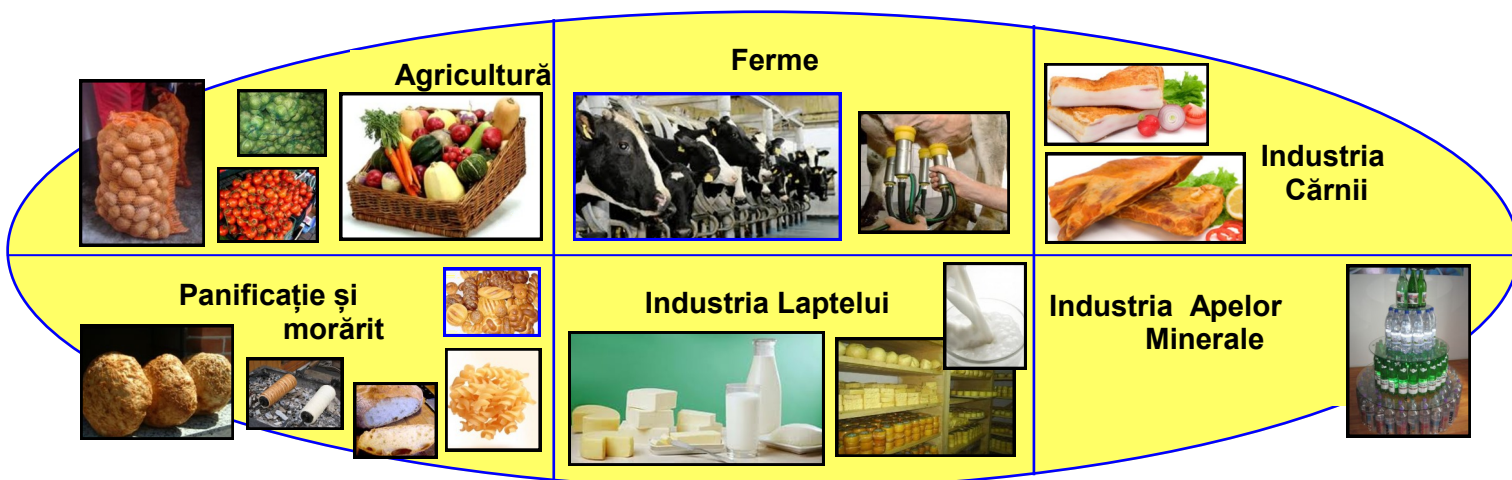 Agricultură
Ferme
Industria
Cărnii
Panificație și
morărit
Industria Laptelui
Industria Apelor
Minerale